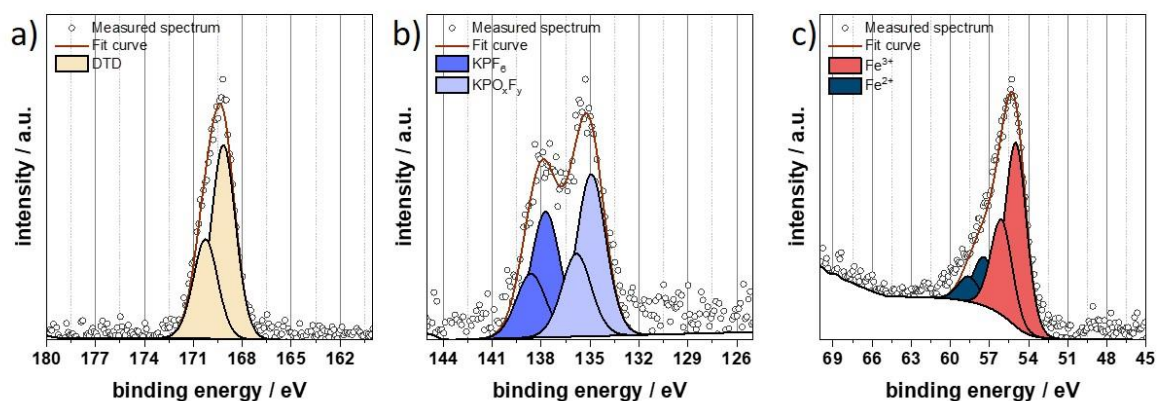 a)
Measured spectrum
Fit curve
DTD
intensity / a.u.
180 177 174 171 168 165 162
binding energy / eV
b)
Measured spectrum
Fit curve
KPF₆
KPOₓFᵧ
intensity / a.u.
144 141 138 135 132 129 126
binding energy / eV
c)
Measured spectrum
Fit curve
Fe³⁺
Fe²⁺
intensity / a.u.
69 66 63 60 57 54 51 48 45
binding energy / eV